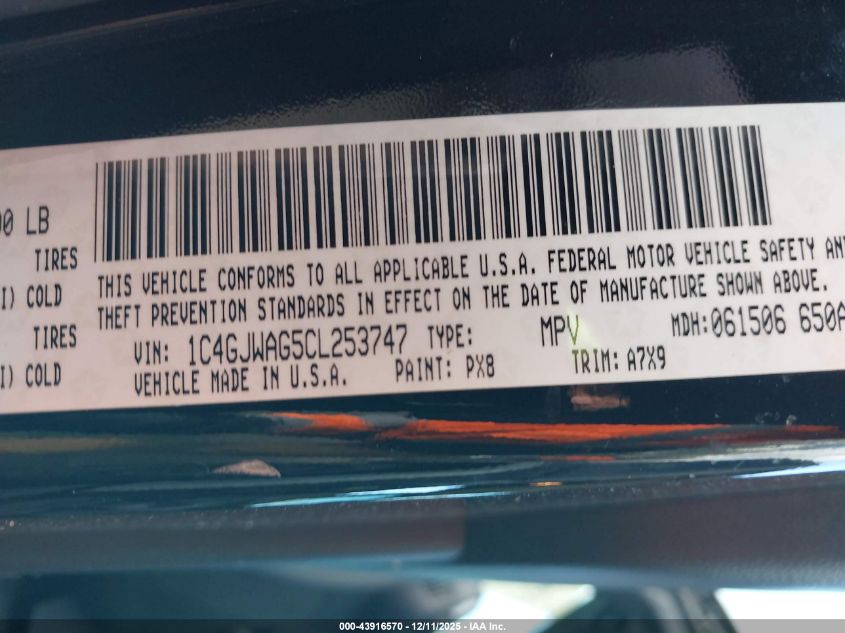 00 LB
TIRES
THIS VEHICLE CONFORMS TO ALL APPLICABLE U.S.A. FEDERAL MOTOR VEHICLE SAFETY AND
I) COLD
THEFT PREVENTION STANDARDS IN EFFECT ON THE DATE OF MANUFACTURE SHOWN ABOVE.
TIRES
VIN: 1C4GJWAG5CL253747 TYPE: MPV MDH: 061506 650A
I) COLD
VEHICLE MADE IN U.S.A. PAINT: PX8 TRIM: A7X9
000-43916570 - 12/11/2025 - IAA Inc.